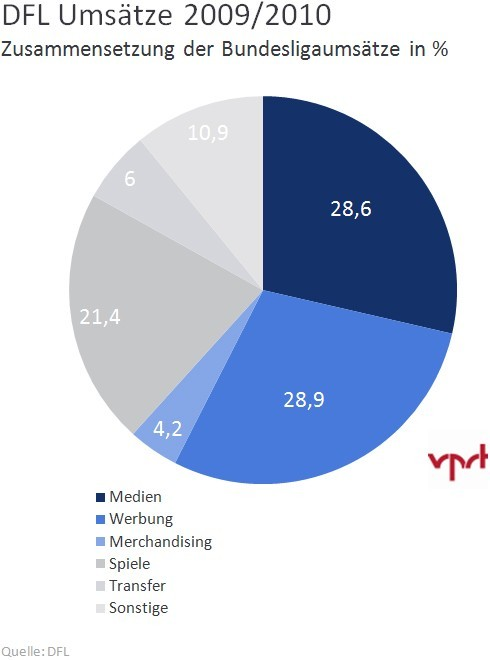 DFL Umsätze 2009/2010
Zusammensetzung der Bundesligaumsätze in %
10,9
28,6
6
21,4
28,9
4,2
vprt
Medien
Werbung
Merchandising
Spiele
Transfer
Sonstige
Quelle: DFL